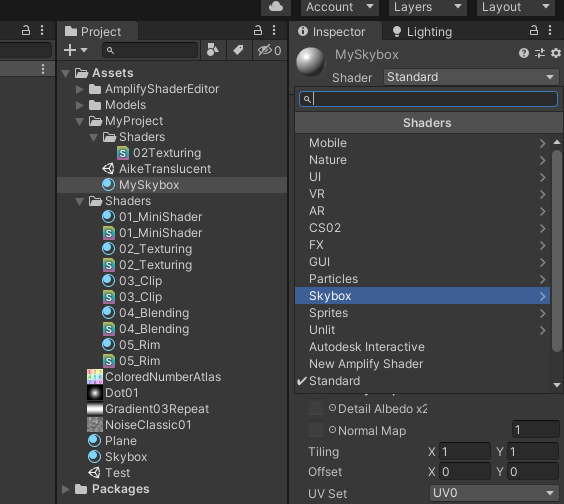 Account
Layers
Layout
Project
0
Assets
AmplifyShaderEditor
Models
MyProject
Shaders
02Texturing
AikeTranslucent
MySkybox
Shaders
01_MiniShader
01_MiniShader
02_Texturing
02_Texturing
03_Clip
03_Clip
04_Blending
04_Blending
05_Rim
05_Rim
ColoredNumberAtlas
Dot01
Gradient03Repeat
NoiseClassic01
Plane
Skybox
Test
Packages
Inspector
Lighting
MySkybox
Shader Standard
Shaders
Mobile
Nature
UI
VR
AR
CS02
FX
GUI
Particles
Skybox
Sprites
Unlit
Autodesk Interactive
New Amplify Shader
Standard
Detail Albedo x2
Normal Map 1
Tiling X 1 Y 1
Offset X 0 Y 0
UV Set UV0